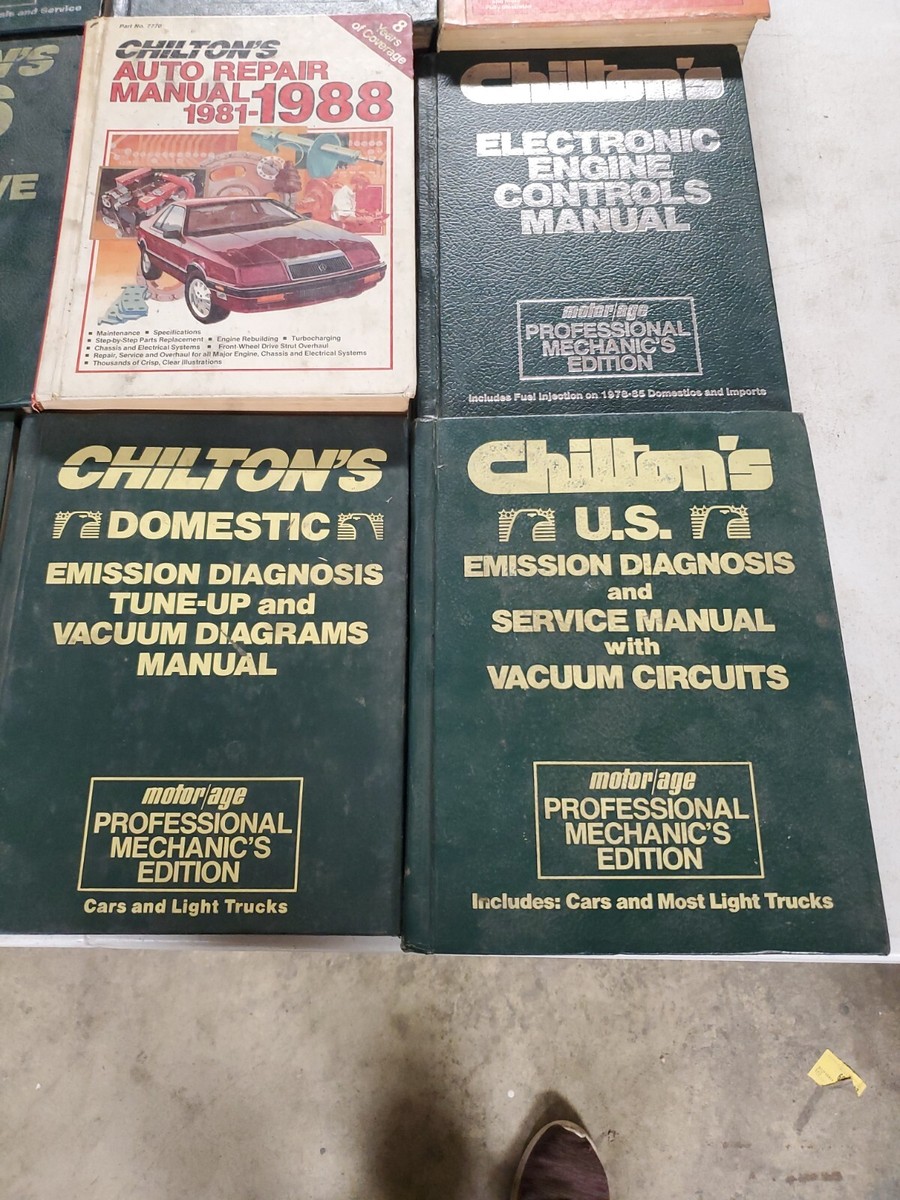 ls and Service
N'S
S
VE
Part No. 7770
8
Years
of Coverage
CHILTON'S
AUTO REPAIR
MANUAL
1981-1988
▪ Maintenance ▪ Specifications
▪ Step-by-Step Parts Replacement ▪ Engine Rebuilding ▪ Turbocharging
▪ Chassis and Electrical Systems ▪ Front Wheel Drive Strut Overhaul
▪ Repair, Service and Overhaul for all Major Engine, Chassis and Electrical Systems
▪ Thousands of Crisp, Clear Illustrations
Chilton's
ELECTRONIC
ENGINE
CONTROLS
MANUAL
motor/age
PROFESSIONAL
MECHANIC'S
EDITION
Includes Fuel Injection on 1978-85 Domestics and Imports
CHILTON'S
DOMESTIC
EMISSION DIAGNOSIS
TUNE-UP and
VACUUM DIAGRAMS
MANUAL
motor/age
PROFESSIONAL
MECHANIC'S
EDITION
Cars and Light Trucks
Chilton's
U.S.
EMISSION DIAGNOSIS
and
SERVICE MANUAL
with
VACUUM CIRCUITS
motor/age
PROFESSIONAL
MECHANIC'S
EDITION
Includes: Cars and Most Light Trucks